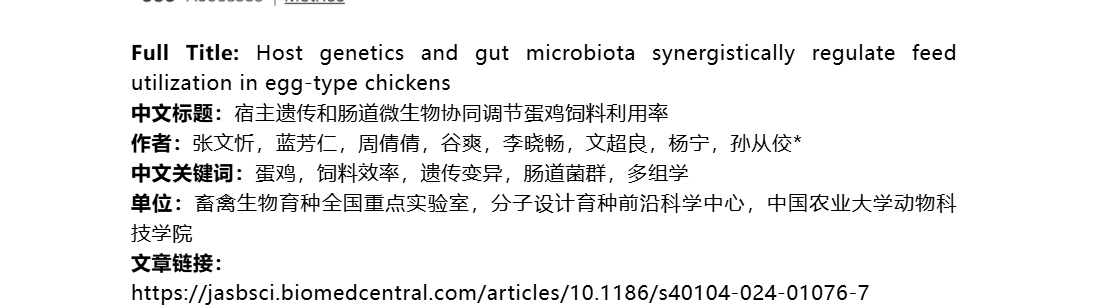 Full Title: Host genetics and gut microbiota synergistically regulate feed
utilization in egg-type chickens
中文标题：宿主遗传和肠道微生物协同调节蛋鸡饲料利用率
作者：张文忻，蓝芳仁，周倩倩，谷爽，李晓畅，文超良，杨宁，孙从佼*
中文关键词：蛋鸡，饲料效率，遗传变异，肠道菌群，多组学
单位：畜禽生物育种全国重点实验室，分子设计育种前沿科学中心，中国农业大学动物科
技学院
文章链接：
https://jasbsci.biomedcentral.com/articles/10.1186/s40104-024-01076-7